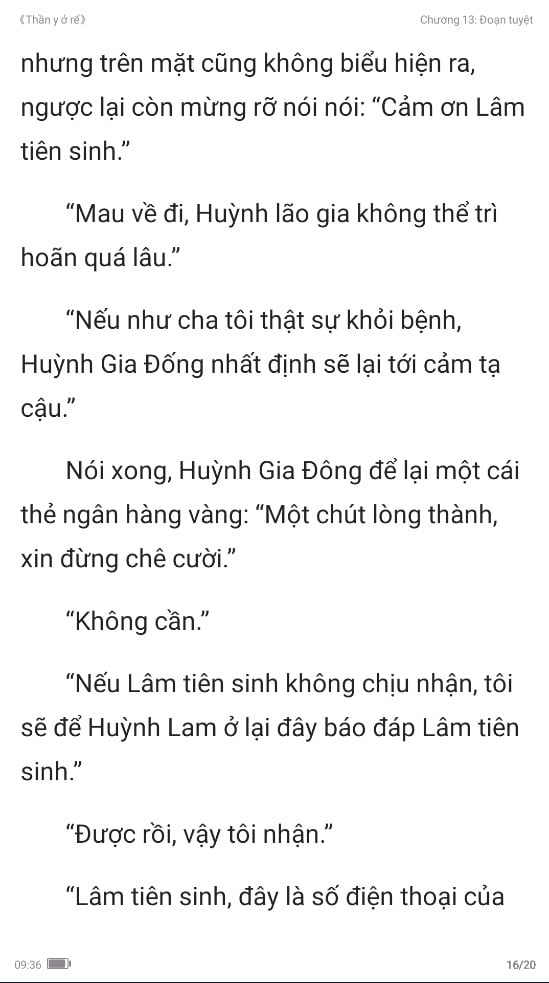 《Thần y ở rể》
Chương 13: Đoạn tuyệt
nhưng trên mặt cũng không biểu hiện ra,
ngược lại còn mừng rỡ nói nói: “Cảm ơn Lâm
tiên sinh.”
“Mau về đi, Huỳnh lão gia không thể trì
hoãn quá lâu.”
“Nếu như cha tôi thật sự khỏi bệnh,
Huỳnh Gia Đống nhất định sẽ lại tới cảm tạ
cậu.”
Nói xong, Huỳnh Gia Đông để lại một cái
thẻ ngân hàng vàng: “Một chút lòng thành,
xin đừng chê cười.”
“Không cần.”
“Nếu Lâm tiên sinh không chịu nhận, tôi
sẽ để Huỳnh Lam ở lại đây báo đáp Lâm tiên
sinh.”
“Được rồi, vậy tôi nhận.”
“Lâm tiên sinh, đây là số điện thoại của
09:36
16/20